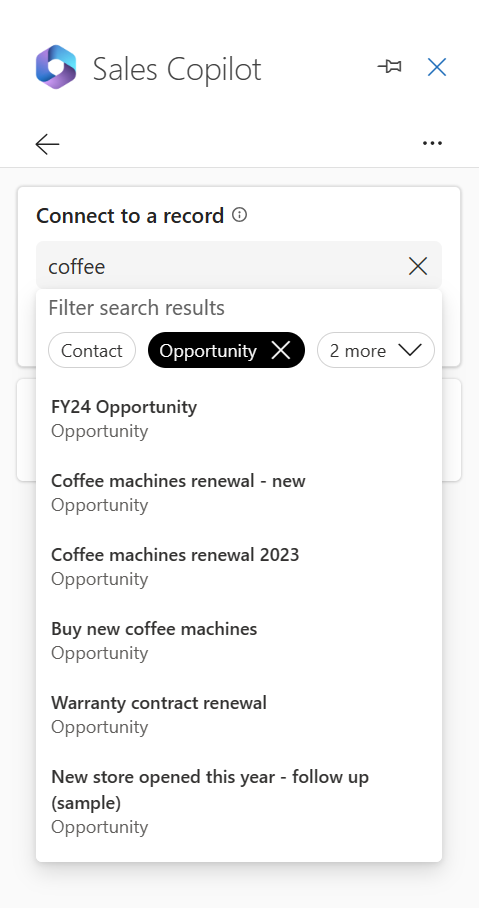 Sales Copilot
Connect to a record
coffee
Filter search results
Contact
Opportunity
2 more
FY24 Opportunity
Opportunity
Coffee machines renewal - new
Opportunity
Coffee machines renewal 2023
Opportunity
Buy new coffee machines
Opportunity
Warranty contract renewal
Opportunity
New store opened this year - follow up
(sample)
Opportunity